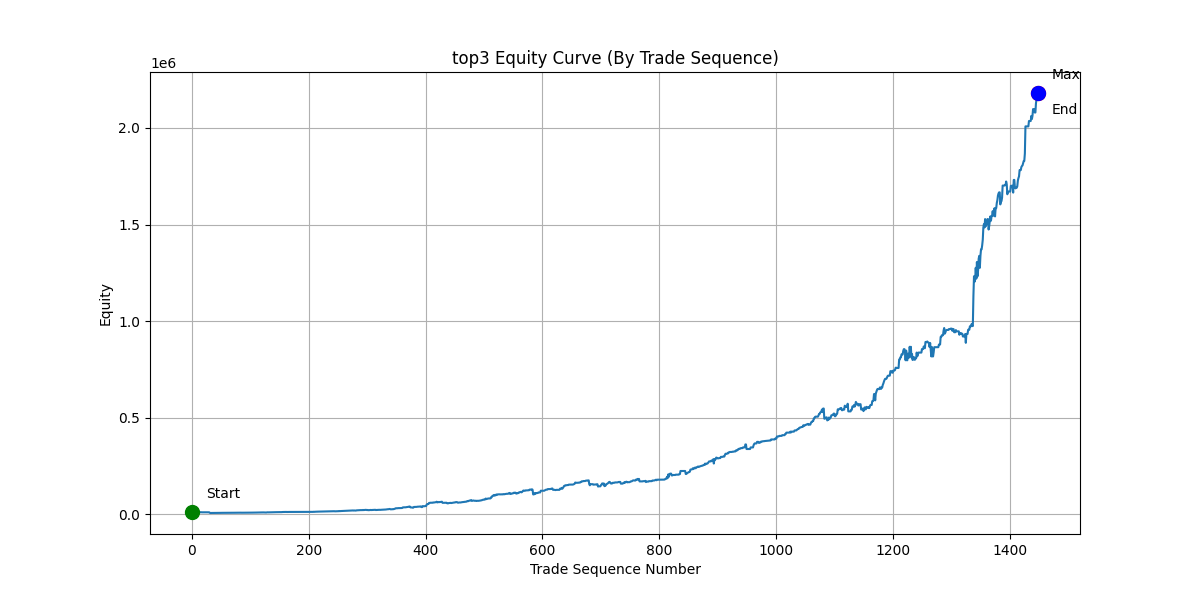 top3 Equity Curve (By Trade Sequence)
1e6
Max
End
2.0
1.5
1.0
0.5
0.0
Equity
Start
0 200 400 600 800 1000 1200 1400
Trade Sequence Number